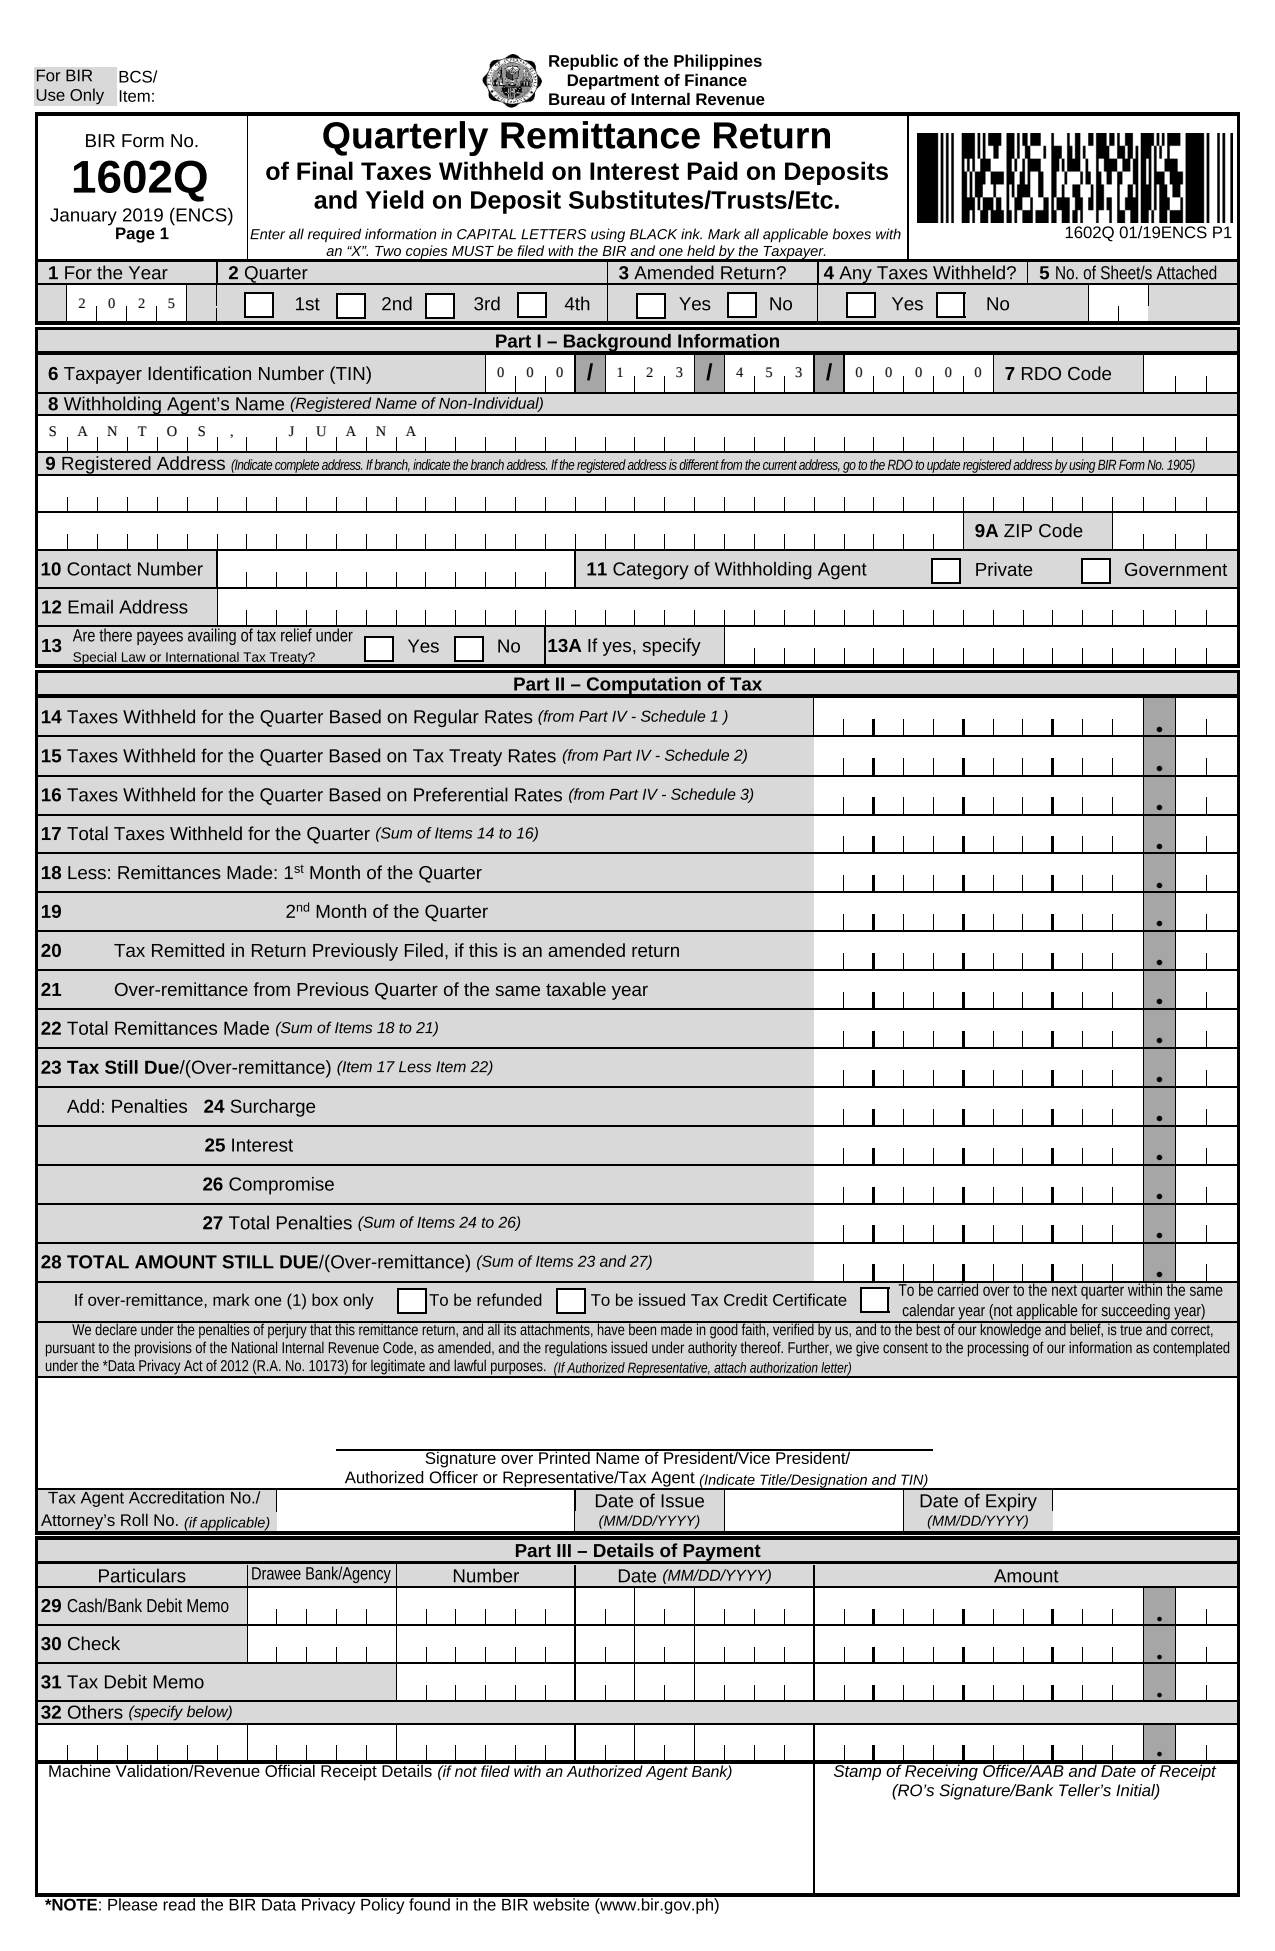 For BIR
Use Only
BCS/
Item:
Republic of the Philippines
Department of Finance
Bureau of Internal Revenue
BIR Form No.
1602Q
January 2019 (ENCS)
Page 1
Quarterly Remittance Return
of Final Taxes Withheld on Interest Paid on Deposits
and Yield on Deposit Substitutes/Trusts/Etc.
Enter all required information in CAPITAL LETTERS using BLACK ink. Mark all applicable boxes with
an “X”. Two copies MUST be filed with the BIR and one held by the Taxpayer.
1602Q 01/19ENCS P1
1 For the Year 2 Quarter 3 Amended Return? 4 Any Taxes Withheld? 5 No. of Sheet/s Attached
2 0 2 5 1st 2nd 3rd 4th Yes No Yes No
Part I – Background Information
6 Taxpayer Identification Number (TIN) 0 0 0 / 1 2 3 / 4 5 3 / 0 0 0 0 0 7 RDO Code
8 Withholding Agent’s Name (Registered Name of Non-Individual)
S A N T O S , J U A N A
9 Registered Address (Indicate complete address. If branch, indicate the branch address. If the registered address is different from the current address, go to the RDO to update registered address by using BIR Form No. 1905)
9A ZIP Code
10 Contact Number 11 Category of Withholding Agent Private Government
12 Email Address
13 Are there payees availing of tax relief under
Special Law or International Tax Treaty? Yes No 13A If yes, specify
Part II – Computation of Tax
14 Taxes Withheld for the Quarter Based on Regular Rates (from Part IV - Schedule 1 ) .
15 Taxes Withheld for the Quarter Based on Tax Treaty Rates (from Part IV - Schedule 2) .
16 Taxes Withheld for the Quarter Based on Preferential Rates (from Part IV - Schedule 3) .
17 Total Taxes Withheld for the Quarter (Sum of Items 14 to 16) .
18 Less: Remittances Made: 1st Month of the Quarter .
19 2nd Month of the Quarter .
20 Tax Remitted in Return Previously Filed, if this is an amended return .
21 Over-remittance from Previous Quarter of the same taxable year .
22 Total Remittances Made (Sum of Items 18 to 21) .
23 Tax Still Due/(Over-remittance) (Item 17 Less Item 22) .
Add: Penalties 24 Surcharge .
25 Interest .
26 Compromise .
27 Total Penalties (Sum of Items 24 to 26) .
28 TOTAL AMOUNT STILL DUE/(Over-remittance) (Sum of Items 23 and 27) .
If over-remittance, mark one (1) box only To be refunded To be issued Tax Credit Certificate To be carried over to the next quarter within the same
calendar year (not applicable for succeeding year)
We declare under the penalties of perjury that this remittance return, and all its attachments, have been made in good faith, verified by us, and to the best of our knowledge and belief, is true and correct,
pursuant to the provisions of the National Internal Revenue Code, as amended, and the regulations issued under authority thereof. Further, we give consent to the processing of our information as contemplated
under the *Data Privacy Act of 2012 (R.A. No. 10173) for legitimate and lawful purposes. (If Authorized Representative, attach authorization letter)
Signature over Printed Name of President/Vice President/
Authorized Officer or Representative/Tax Agent (Indicate Title/Designation and TIN)
Tax Agent Accreditation No./
Attorney’s Roll No. (if applicable)
Date of Issue
(MM/DD/YYYY)
Date of Expiry
(MM/DD/YYYY)
Part III – Details of Payment
Particulars Drawee Bank/Agency Number Date (MM/DD/YYYY) Amount
29 Cash/Bank Debit Memo .
30 Check .
31 Tax Debit Memo .
32 Others (specify below)
.
Machine Validation/Revenue Official Receipt Details (if not filed with an Authorized Agent Bank)
Stamp of Receiving Office/AAB and Date of Receipt
(RO’s Signature/Bank Teller’s Initial)
*NOTE: Please read the BIR Data Privacy Policy found in the BIR website (www.bir.gov.ph)